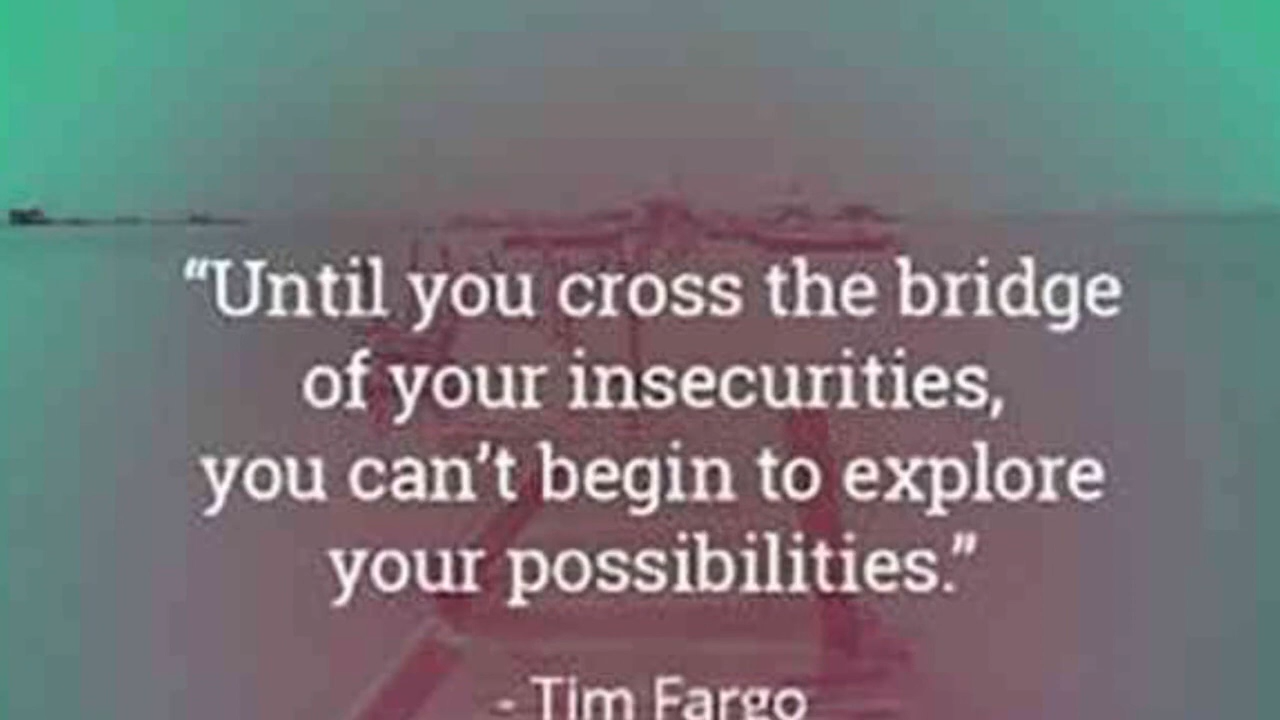 “Until you cross the bridge
of your insecurities,
you can’t begin to explore
your possibilities.”
- Tim Fargo